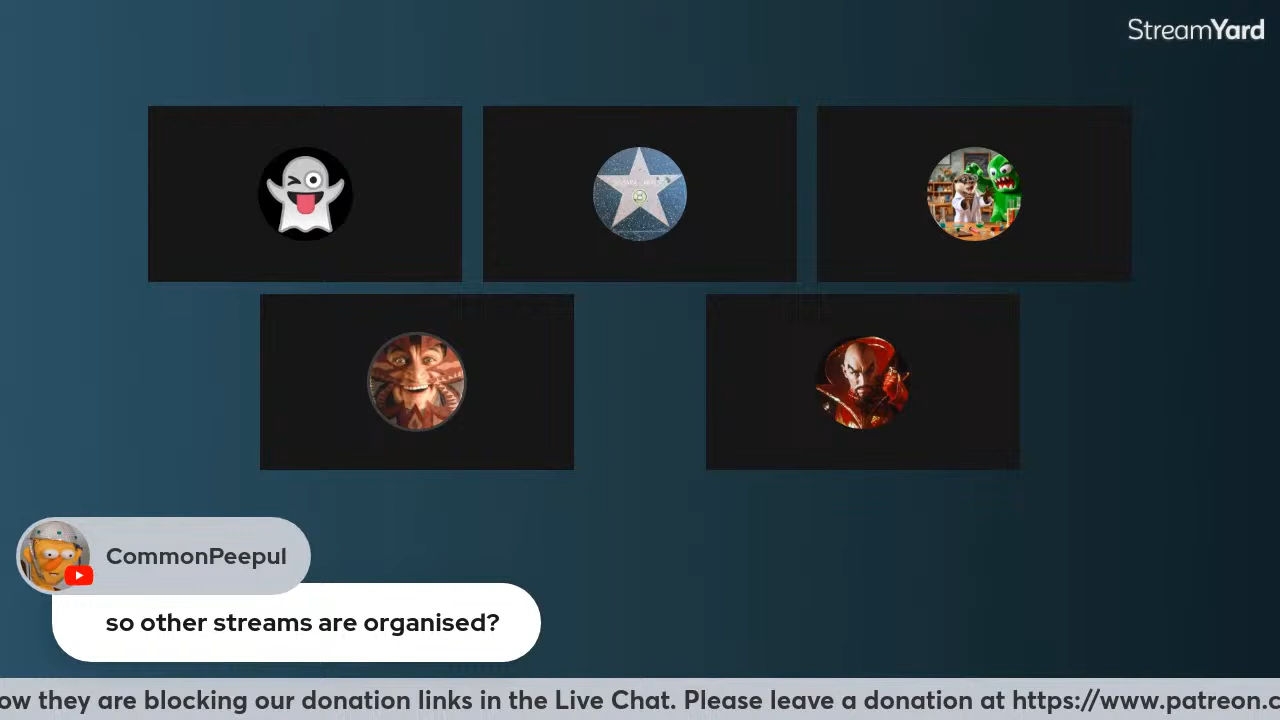 StreamYard
CommonPeepul
so other streams are organised?
ow they are blocking our donation links in the Live Chat. Please leave a donation at https://www.patreon.c